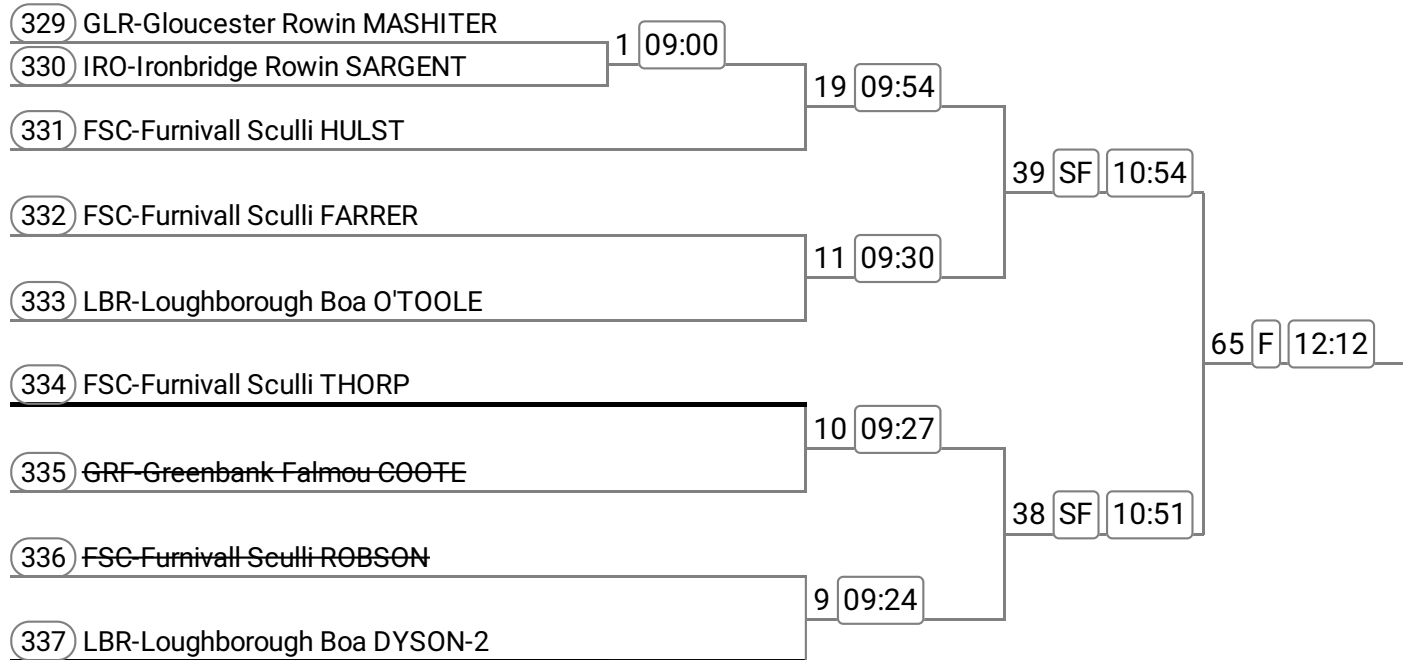 329 GLR-Gloucester Rowin MASHITER
1 09:00
330 IRO-Ironbridge Rowin SARGENT
19 09:54
331 FSC-Furnivall Sculli HULST
39 SF 10:54
332 FSC-Furnivall Sculli FARRER
11 09:30
333 LBR-Loughborough Boa O'TOOLE
65 F 12:12
334 FSC-Furnivall Sculli THORP
10 09:27
335 GRF-Greenbank Falmou COOTE
38 SF 10:51
336 FSC-Furnivall Sculli ROBSON
9 09:24
337 LBR-Loughborough Boa DYSON-2